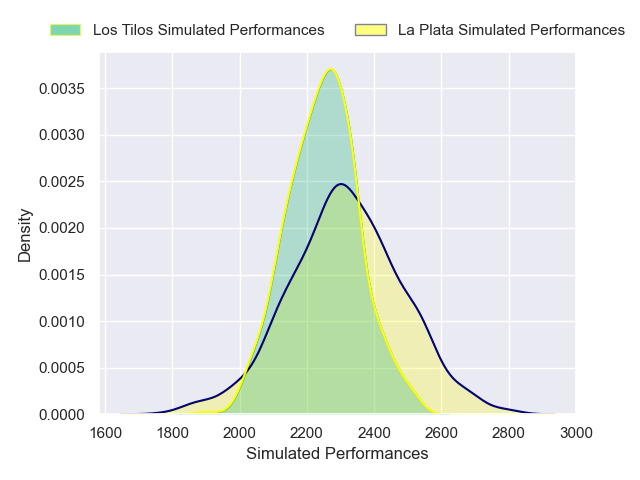 Los Tilos Simulated Performances
La Plata Simulated Performances
0.0035
0.0030
0.0025
0.0020
0.0015
0.0010
0.0005
0.0000
Density
1600 1800 2000 2200 2400 2600 2800 3000
Simulated Performances